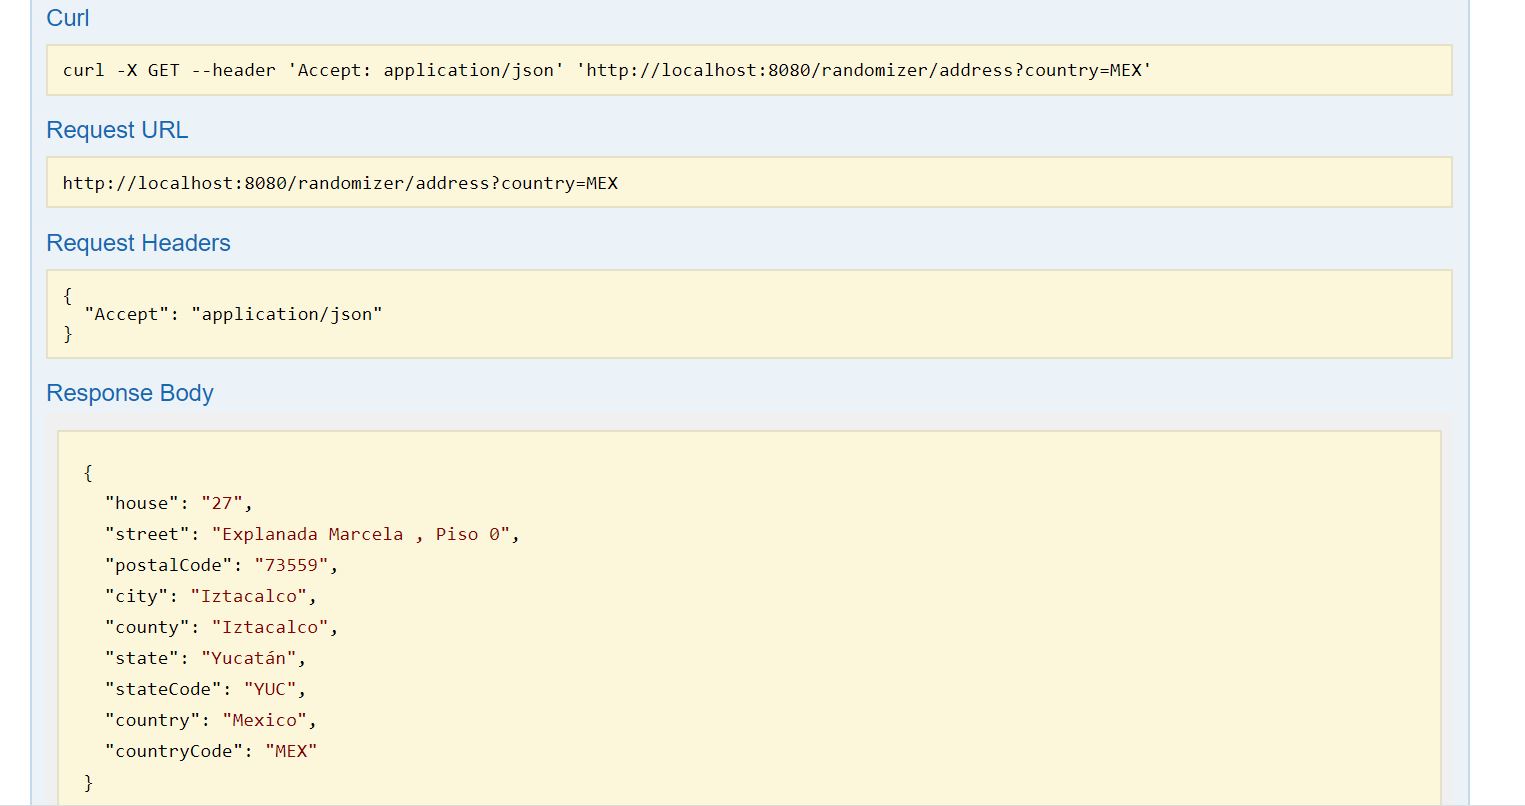 Curl
curl -X GET --header 'Accept: application/json' 'http://localhost:8080/randomizer/address?country=MEX'
Request URL
http://localhost:8080/randomizer/address?country=MEX
Request Headers
{
  "Accept": "application/json"
}
Response Body
{
  "house": "27",
  "street": "Explanada Marcela , Piso 0",
  "postalCode": "73559",
  "city": "Iztacalco",
  "county": "Iztacalco",
  "state": "Yucatán",
  "stateCode": "YUC",
  "country": "Mexico",
  "countryCode": "MEX"
}